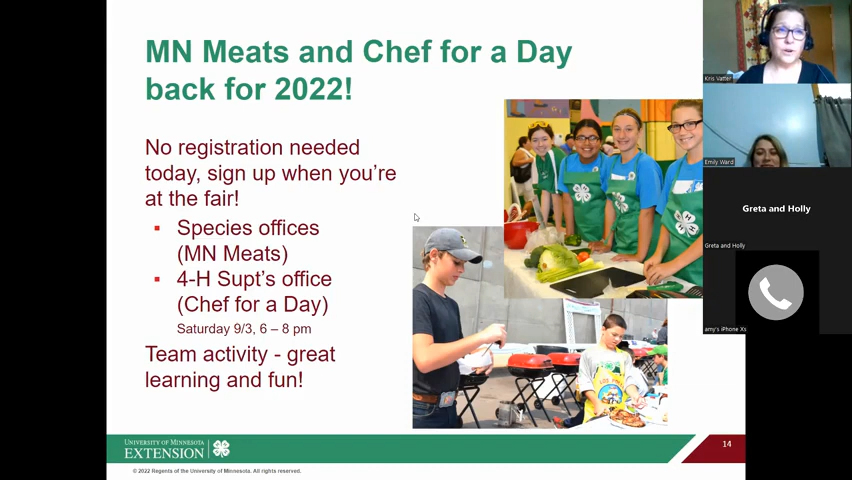 MN Meats and Chef for a Day
back for 2022!
No registration needed
today, sign up when you're
at the fair!
▪ Species offices
(MN Meats)
▪ 4-H Supt's office
(Chef for a Day)
Saturday 9/3, 6 – 8 pm
Team activity - great
learning and fun!
UNIVERSITY OF MINNESOTA
EXTENSION
14
© 2022 Regents of the University of Minnesota. All rights reserved.
Kris Vatter
Emily Ward
Greta and Holly
Greta and Holly
amy's iPhone Xs